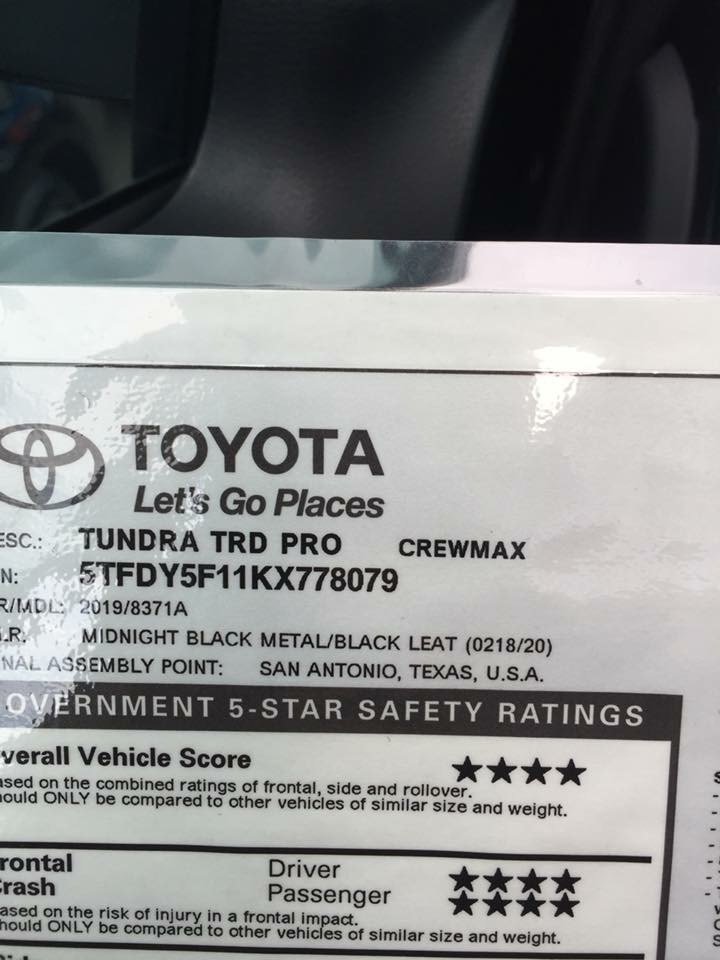 TOYOTA
Let's Go Places
ESC.: TUNDRA TRD PRO CREWMAX
N: 5TFDY5F11KX778079
R/MDL: 2019/8371A
LR. MIDNIGHT BLACK METAL/BLACK LEAT (0218/20)
NAL ASSEMBLY POINT: SAN ANTONIO, TEXAS, U.S.A.
OVERNMENT 5-STAR SAFETY RATINGS
verall Vehicle Score ★★★★
ased on the combined ratings of frontal, side and rollover.
hould ONLY be compared to other vehicles of similar size and weight.
rontal Driver ★★★★
Crash Passenger ★★★★
ased on the risk of injury in a frontal impact.
hould ONLY be compared to other vehicles of similar size and weight.